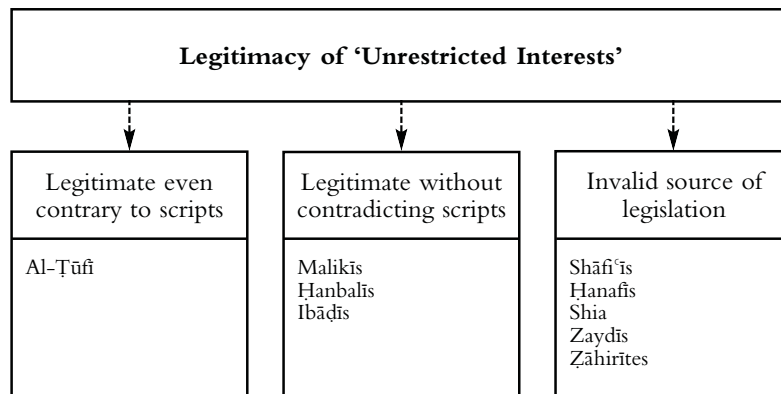 Legitimacy of ‘Unrestricted Interests’
Legitimate even
contrary to scripts
Al-Ṭūfī
Legitimate without
contradicting scripts
Malikīs
Ḥanbalīs
Ibāḍīs
Invalid source of
legislation
Shāfiʿīs
Ḥanafīs
Shia
Zaydīs
Ẓāhirītes